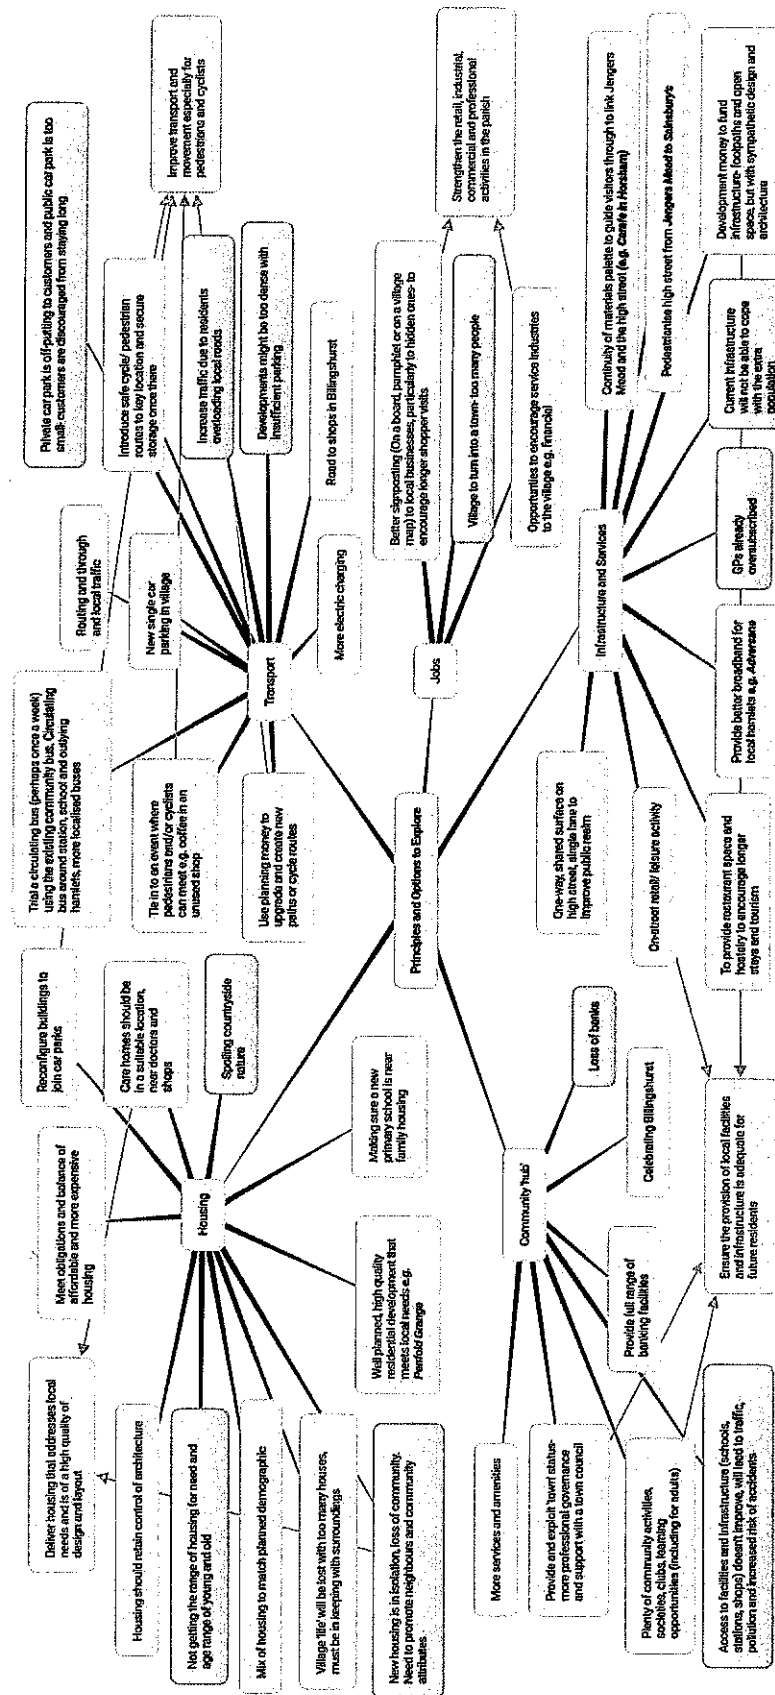 Deliver housing that addresses local
needs and is of a high quality of
design and layout
Meet obligations and balance of
affordable and more expensive
housing
Reconfigure buildings to
join car parks
Care homes should be
in a suitable location,
near doctors and
shops
Spoiling countryside
nature
Housing
Housing should retain control of architecture
Not getting the range of housing for need and
age range of young and old
Mix of housing to match planned demographic
Village 'life' will be lost with too many houses,
must be in keeping with surroundings
New housing is in isolation, loss of community.
Need to promote neighbours and community
attributes
Well planned, high quality
residential development that
meets local needs e.g.
Penfold Grange
Making sure a new
primary school is near
family housing
Trial a circulating bus (perhaps once a week)
using the existing community bus, Circulating
bus around station, school and outlying
hamlets, more localised buses
Routing and through
and local traffic
Private car park is off-putting to customers and public car park is too
small- customers are discouraged from staying long
Tie in to an event where
pedestrians and/or cyclists
can meet e.g. coffee in an
unused shop
New single car
parking in village
Introduce safe cycle/ pedestrian
routes to key location and secure
storage once there
Improve transport and
movement especially for
pedestrians and cyclists
Use planning money to
upgrade and create new
paths or cycle routes
Transport
Increase traffic due to residents
overloading local roads
Developments might be too dense with
insufficient parking
Road to shops in Billingshurst
More electric charging
Principles and Options to Explore
Jobs
Better signposting (On a board, pamphlet or on a village
map) to local businesses, particularly to hidden ones- to
encourage longer shopper visits
Village to turn into a town- too many people
Opportunities to encourage service industries
to the village e.g. financial
Strengthen the retail, industrial,
commercial and professional
activities in the parish
Community 'hub'
Loss of banks
Celebrating Billingshurst
Provide full range of
banking facilities
More services and amenities
Provide and exploit 'town' status-
more professional governance
and support with a town council
Plenty of community activities,
societies, clubs, learning
opportunities (including for adults)
Access to facilities and infrastructure (schools,
stations, shops) doesn't improve, will lead to traffic,
pollution and increased risk of accidents
Ensure the provision of local facilities
and infrastructure is adequate for
future residents
Infrastructure and Services
One-way, shared surface on
high street, single lane to
improve public realm
On-street retail/ leisure activity
To provide restaurant space and
hostelry to encourage longer
stays and tourism
Provide better broadband for
local hamlets e.g. Adversane
GPs already
oversubscribed
Current infrastructure
will not be able to cope
with the extra
population
Continuity of materials palette to guide visitors through to link Jengers
Mead and the high street (e.g. Carafe in Horsham)
Pedestrianise high street from Jengers Mead to Sainsbury's
Development money to fund
infrastructure- footpaths and open
space, but with sympathetic design and
architecture